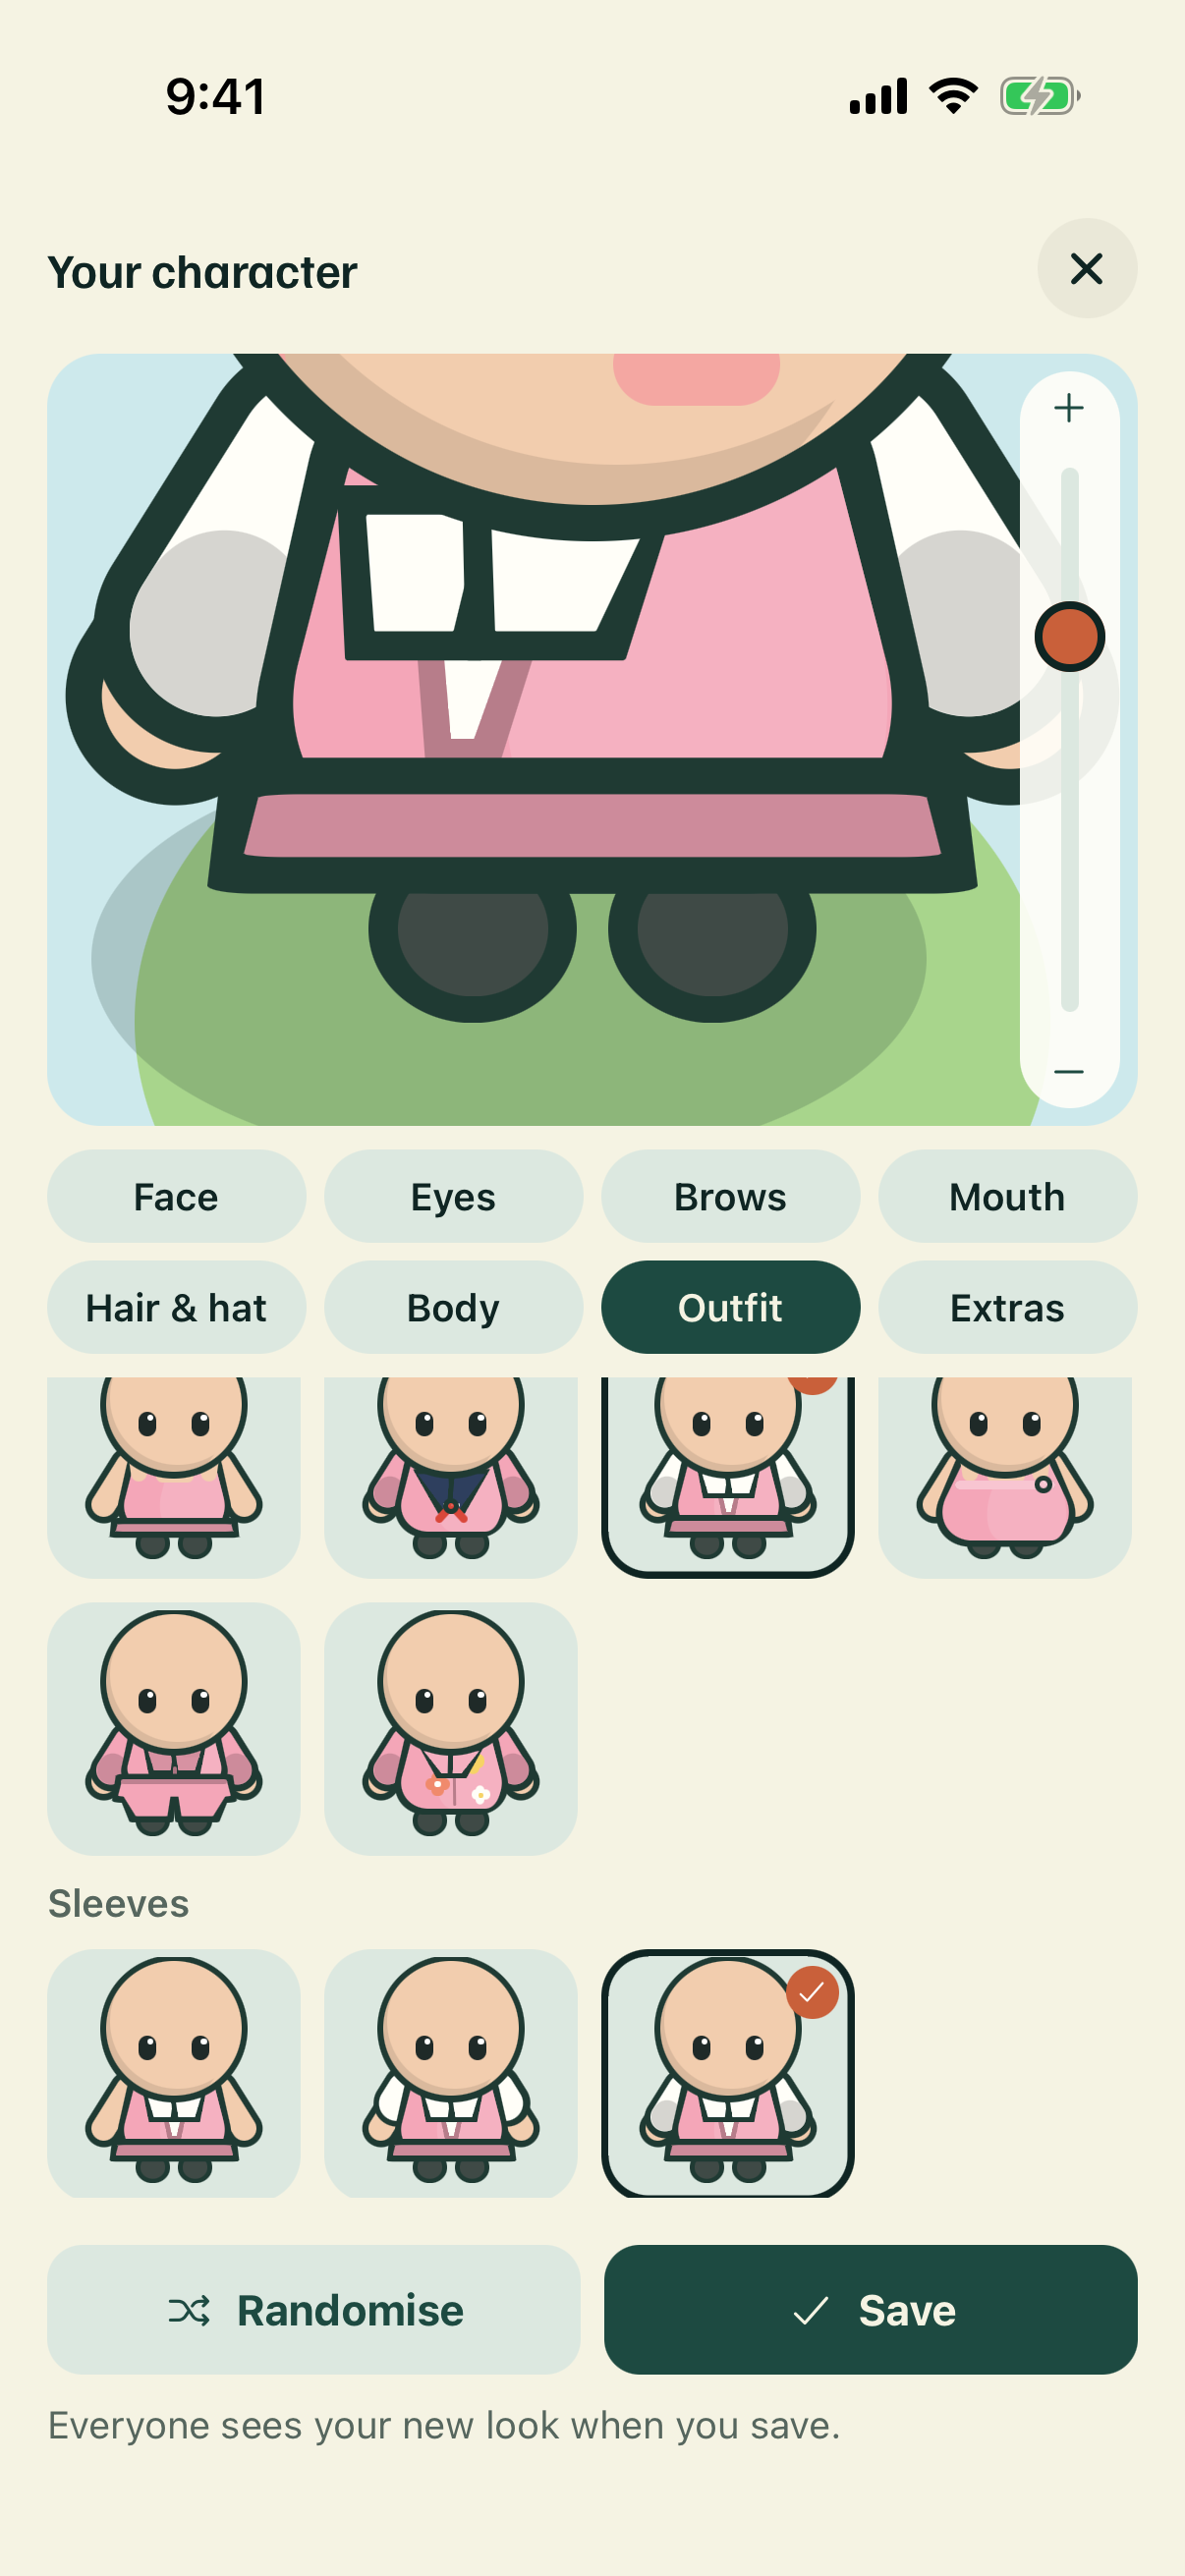 9:41
Your character
Face
Eyes
Brows
Mouth
Hair & hat
Body
Outfit
Extras
Sleeves
Randomise
Save
Everyone sees your new look when you save.